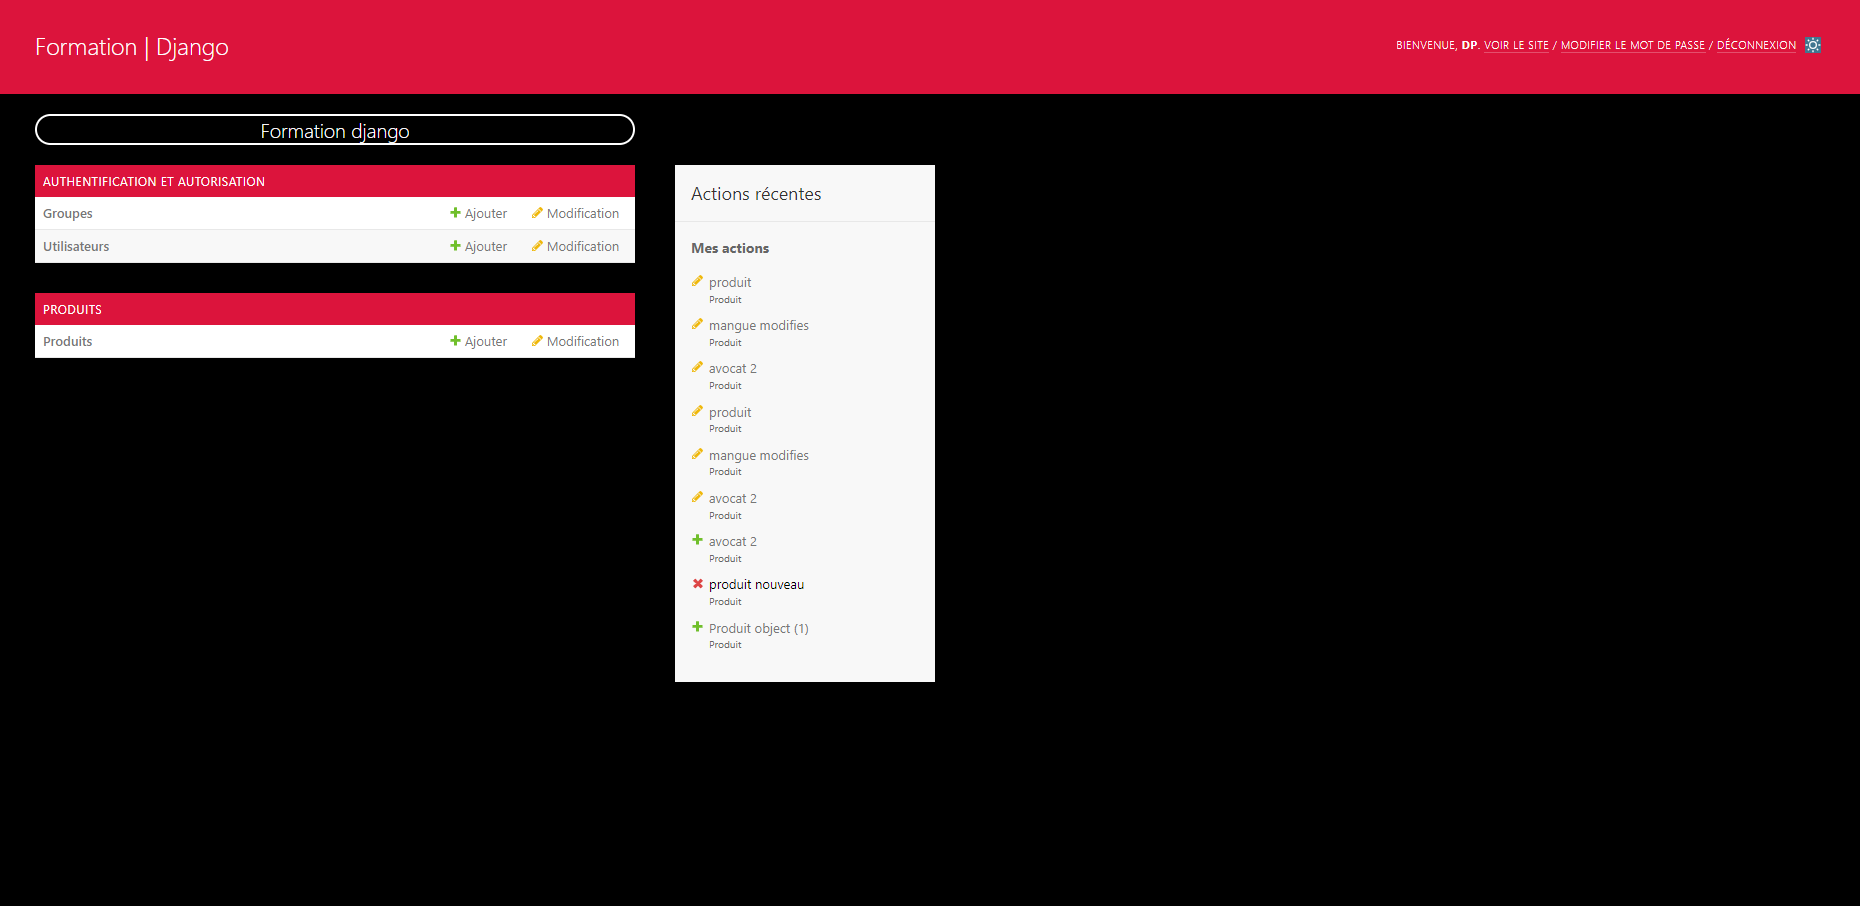 Formation | Django
BIENVENUE, DP. VOIR LE SITE / MODIFIER LE MOT DE PASSE / DÉCONNEXION
Formation django
AUTHENTIFICATION ET AUTORISATION
Groupes Ajouter Modification
Utilisateurs Ajouter Modification
PRODUITS
Produits Ajouter Modification
Actions récentes
Mes actions
produit
Produit
mangue modifies
Produit
avocat 2
Produit
produit
Produit
mangue modifies
Produit
avocat 2
Produit
avocat 2
Produit
produit nouveau
Produit
Produit object (1)
Produit